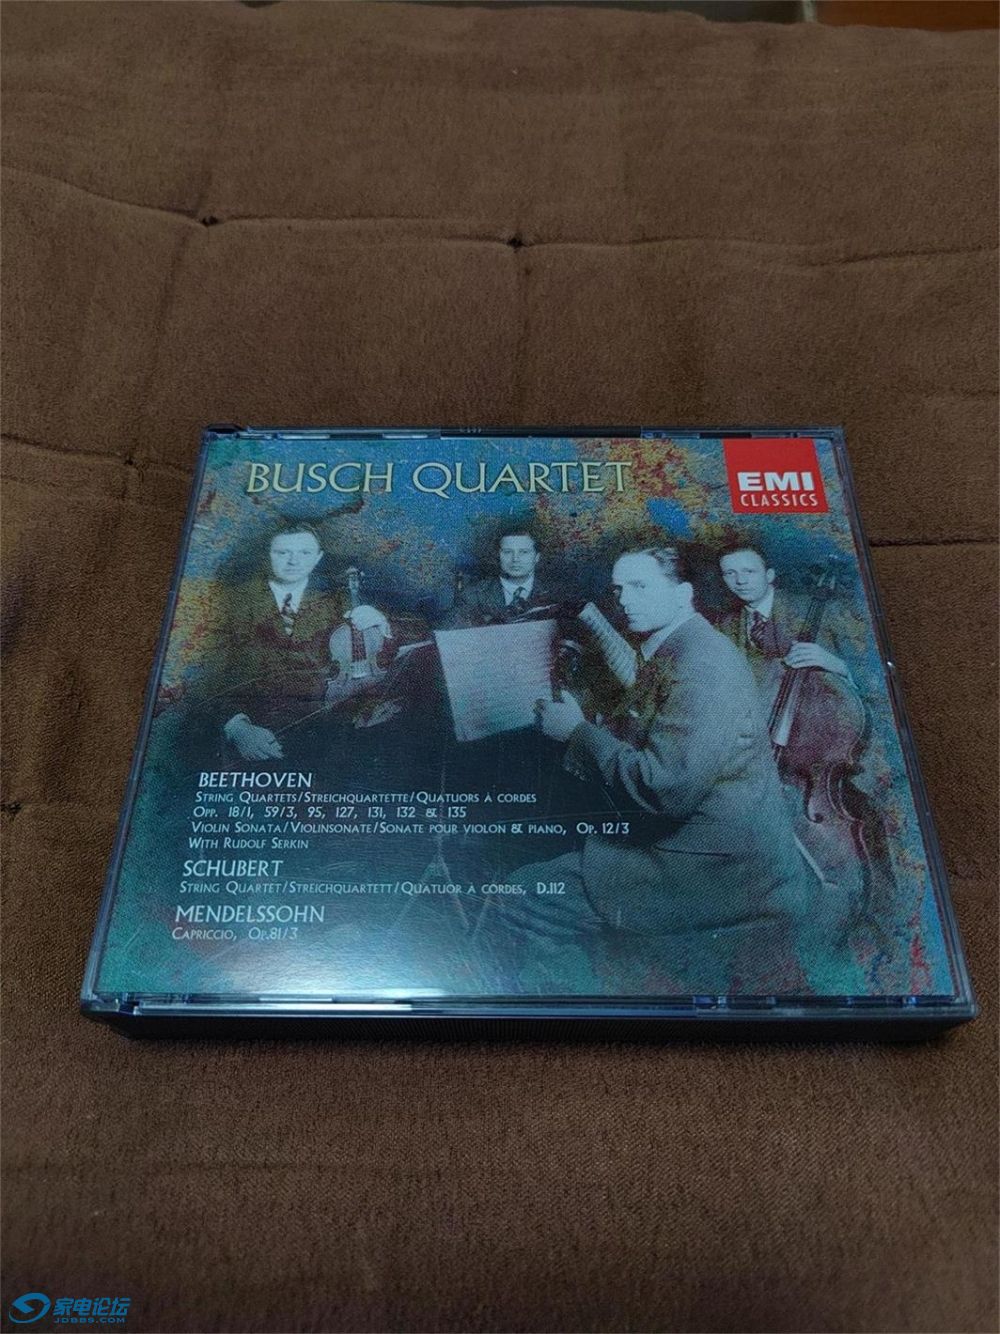 BUSCH QUARTET
EMI
CLASSICS
BEETHOVEN
STRING QUARTETS/STREICHQUARTETTE/QUATUORS À CORDES
OPP. 18/1, 59/3, 95, 127, 131, 132 & 135
VIOLIN SONATA/VIOLINSONATE/SONATE POUR VIOLON & PIANO, OP. 12/3
WITH RUDOLF SERKIN
SCHUBERT
STRING QUARTET/STREICHQUARTETT/QUATUOR À CORDES, D.112
MENDELSSOHN
CAPRICCIO, OP.81/3
家电论坛
JDBBS.COM